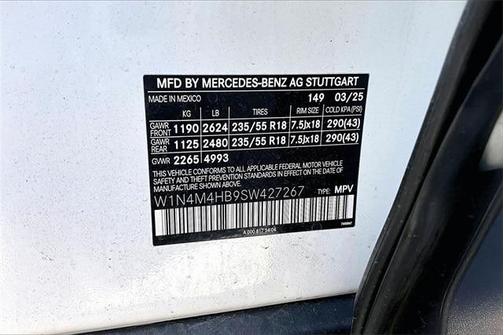 MFD BY MERCEDES-BENZ AG STUTTGART
MADE IN MEXICO 149 03/25
KG LB TIRES RIM SIZE COLD KPA (PSI)
GAWR FRONT 1190 2624 235/55 R18 7.5Jx18 290(43)
GAWR REAR 1125 2480 235/55 R18 7.5Jx18 290(43)
GVWR 2265 4993
THIS VEHICLE CONFORMS TO ALL APPLICABLE FEDERAL MOTOR VEHICLE
SAFETY STANDARDS IN EFFECT ON THE DATE OF MANUFACTURE SHOWN ABOVE.
W1N4M4HB9SW427267 TYPE: MPV